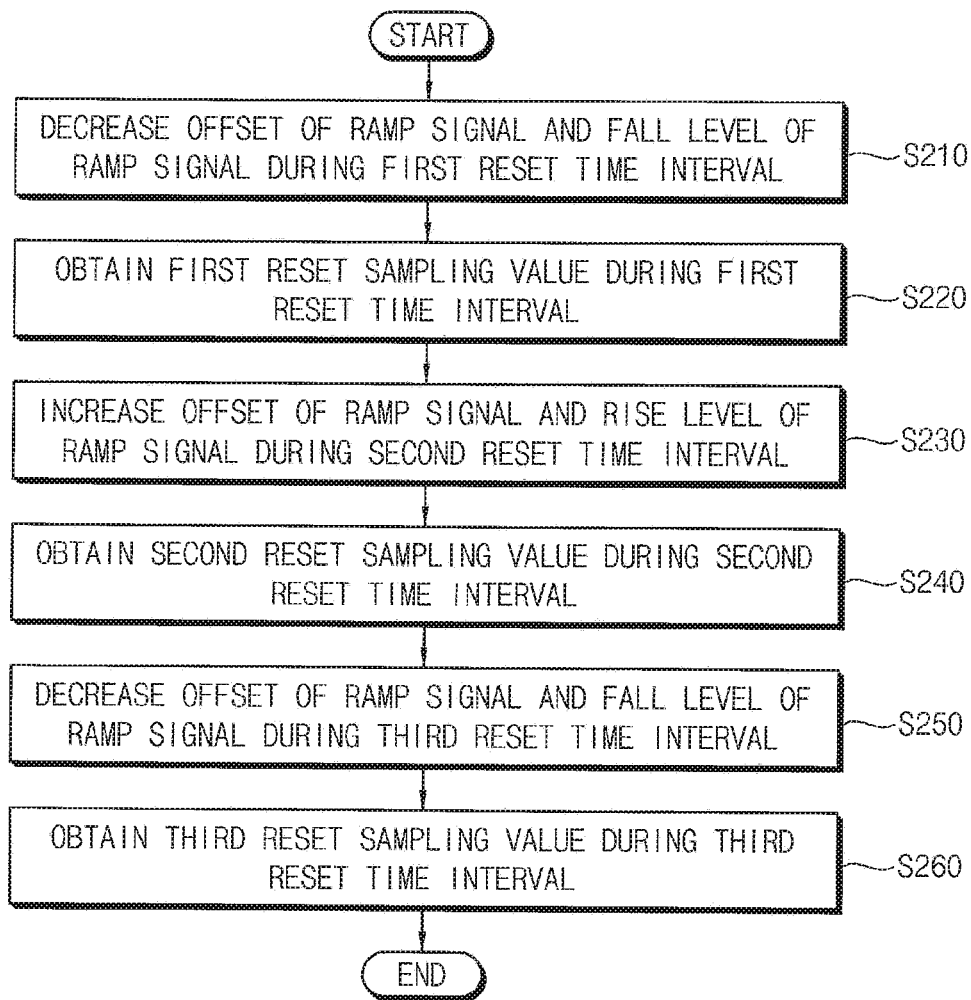 START
DECREASE OFFSET OF RAMP SIGNAL AND FALL LEVEL OF
RAMP SIGNAL DURING FIRST RESET TIME INTERVAL
S210
OBTAIN FIRST RESET SAMPLING VALUE DURING FIRST
RESET TIME INTERVAL
S220
INCREASE OFFSET OF RAMP SIGNAL AND RISE LEVEL OF
RAMP SIGNAL DURING SECOND RESET TIME INTERVAL
S230
OBTAIN SECOND RESET SAMPLING VALUE DURING SECOND
RESET TIME INTERVAL
S240
DECREASE OFFSET OF RAMP SIGNAL AND FALL LEVEL OF
RAMP SIGNAL DURING THIRD RESET TIME INTERVAL
S250
OBTAIN THIRD RESET SAMPLING VALUE DURING THIRD
RESET TIME INTERVAL
S260
END